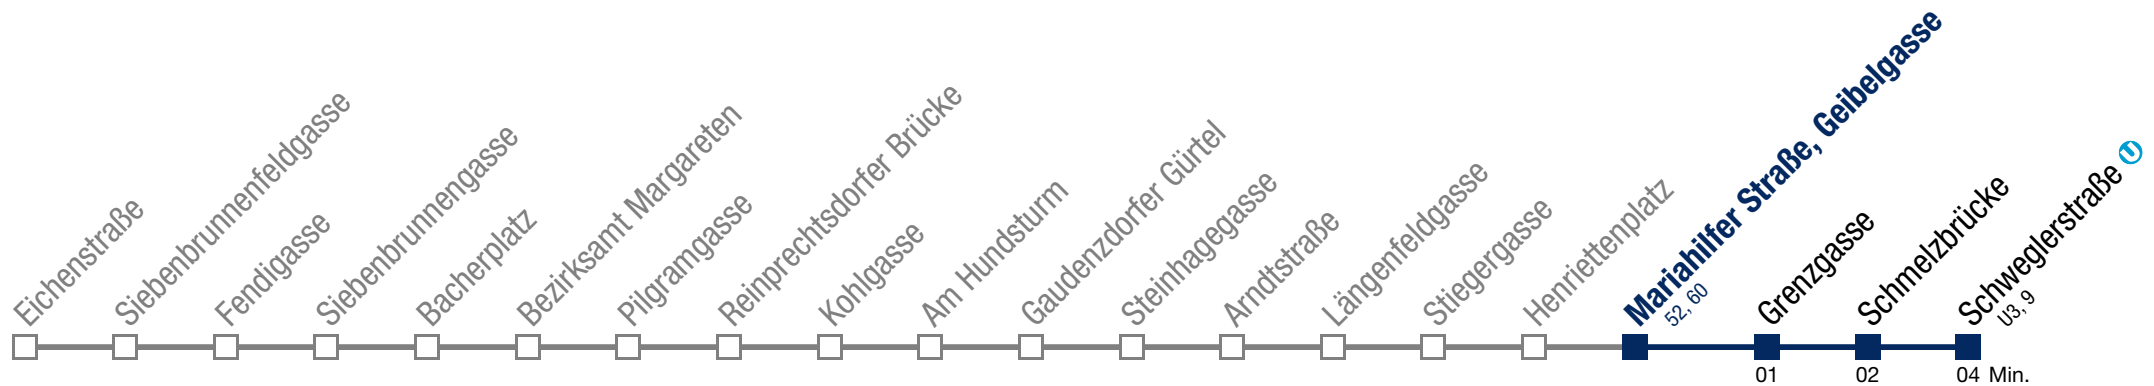 Eichenstraße
Siebenbrunnenfeldgasse
Fendigasse
Siebenbrunnengasse
Bacherplatz
Bezirksamt Margareten
Pilgramgasse
Reinprechtsdorfer Brücke
Kohlgasse
Am Hundsturm
Gaudenzdorfer Gürtel
Steinhagegasse
Arndtstraße
Längenfeldgasse
Stiegergasse
Henriettenplatz
Mariahilfer Straße, Geibelgasse
52, 60
Grenzgasse
Schmelzbrücke
Schweglerstraße U
U3, 9
01 02 04 Min.